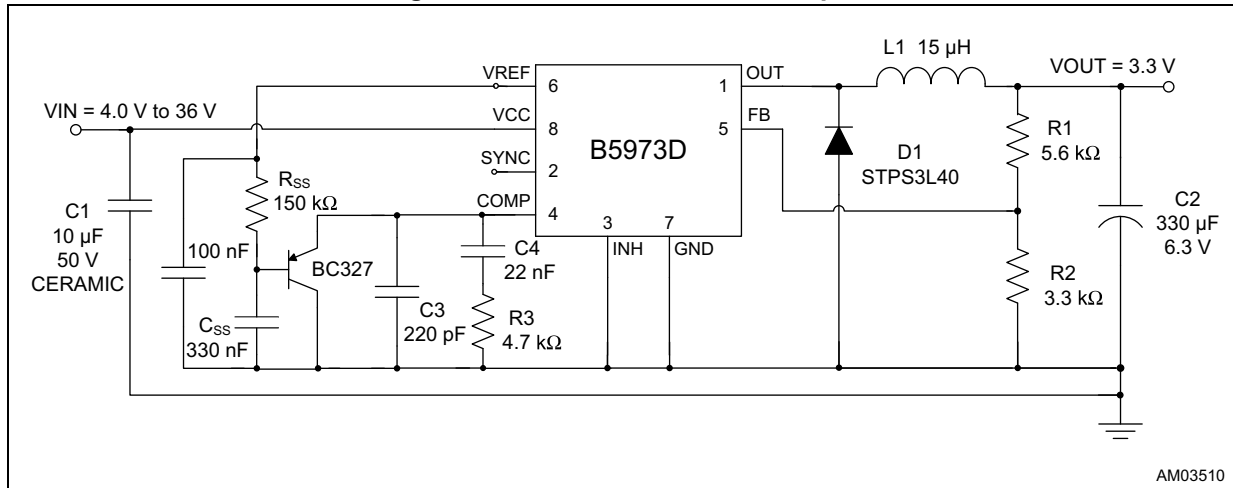 L1 15 µH
VREF
6
1
OUT
VOUT = 3.3 V
VIN = 4.0 V to 36 V
VCC
8
5
FB
B5973D
R1
5.6 kΩ
SYNC
2
D1
STPS3L40
RSS
150 kΩ
COMP
4
3
7
INH
GND
C1
10 µF
50 V
CERAMIC
100 nF
BC327
C4
22 nF
C2
330 µF
6.3 V
R2
3.3 kΩ
CSS
330 nF
C3
220 pF
R3
4.7 kΩ
AM03510